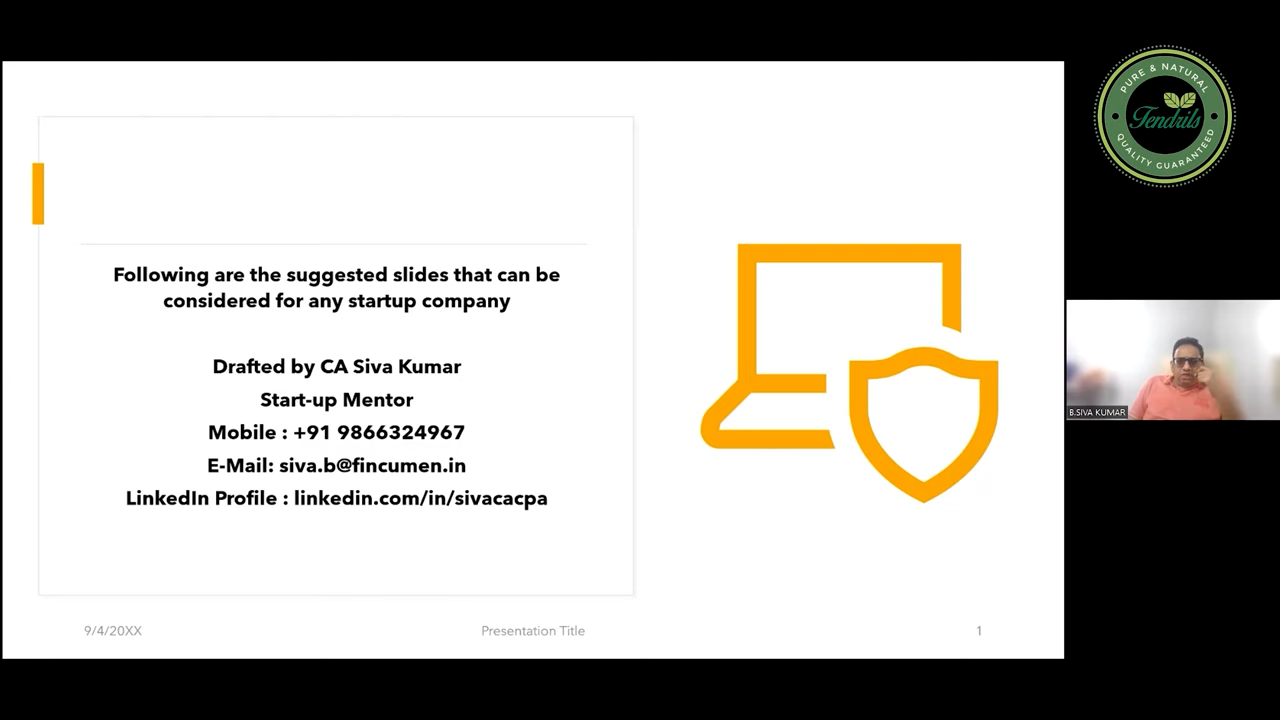 Following are the suggested slides that can be
considered for any startup company
Drafted by CA Siva Kumar
Start-up Mentor
Mobile : +91 9866324967
E-Mail: siva.b@fincumen.in
LinkedIn Profile : linkedin.com/in/sivacacpa
9/4/20XX
Presentation Title
1
PURE & NATURAL
Tendrils
QUALITY GUARANTEED
B.SIVA KUMAR